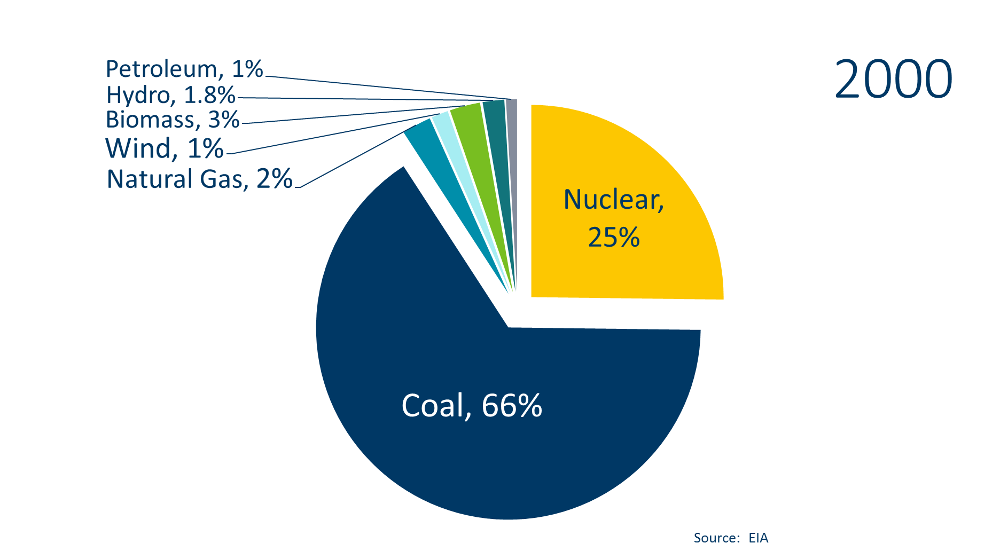 2000
Petroleum, 1%
Hydro, 1.8%
Biomass, 3%
Wind, 1%
Natural Gas, 2%
Nuclear,
25%
Coal, 66%
Source: EIA